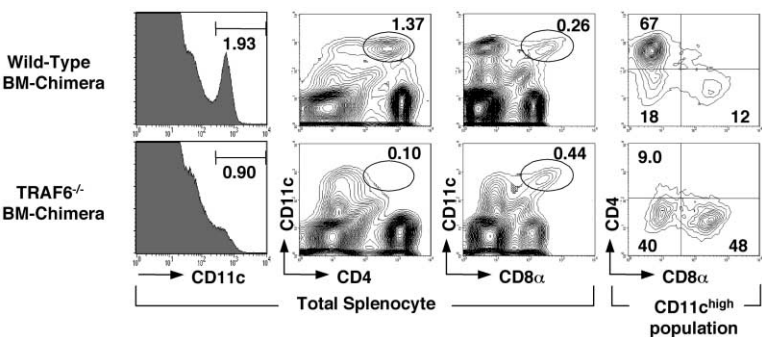 1.93
1.37
0.26
67
18
12
Wild-Type
BM-Chimera
0.90
0.10
0.44
9.0
40
48
TRAF6-/-
BM-Chimera
CD11c
CD11c
CD4
CD11c
CD8α
CD4
CD8α
Total Splenocyte
CD11chigh
population